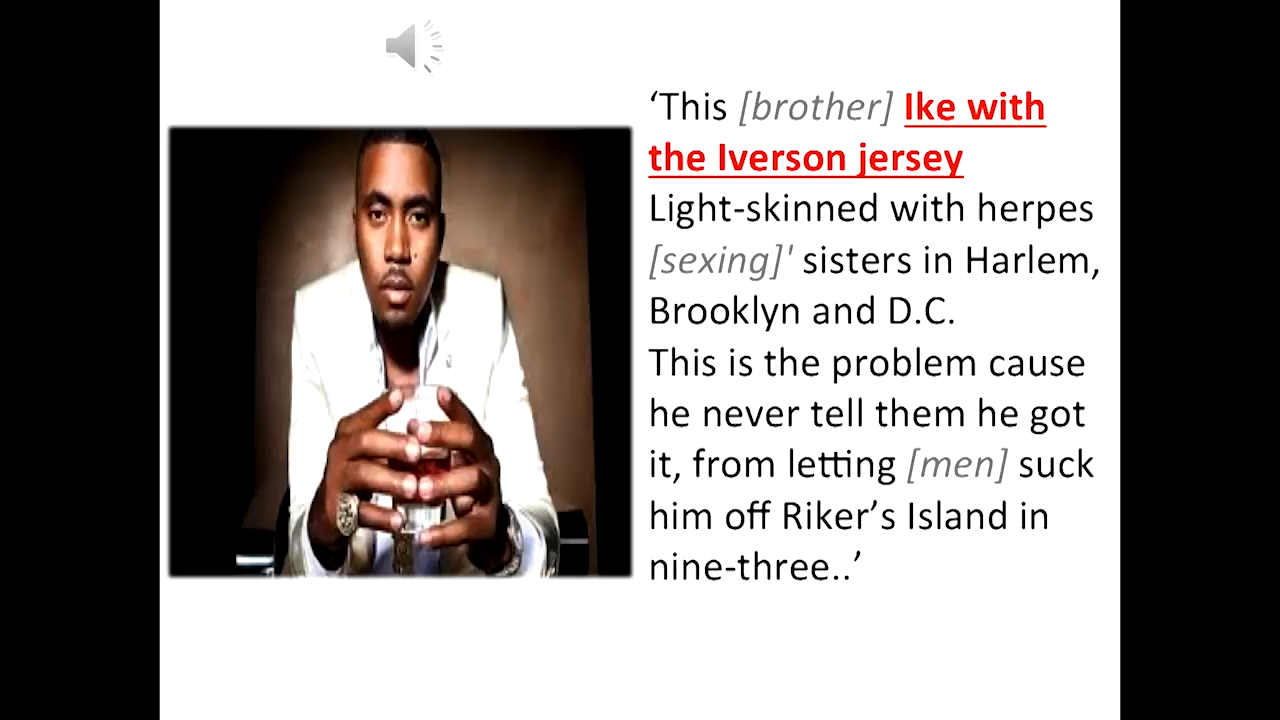 ‘This [brother] Ike with
the Iverson jersey
Light-skinned with herpes
[sexing]' sisters in Harlem,
Brooklyn and D.C.
This is the problem cause
he never tell them he got
it, from letting [men] suck
him off Riker’s Island in
nine-three..’